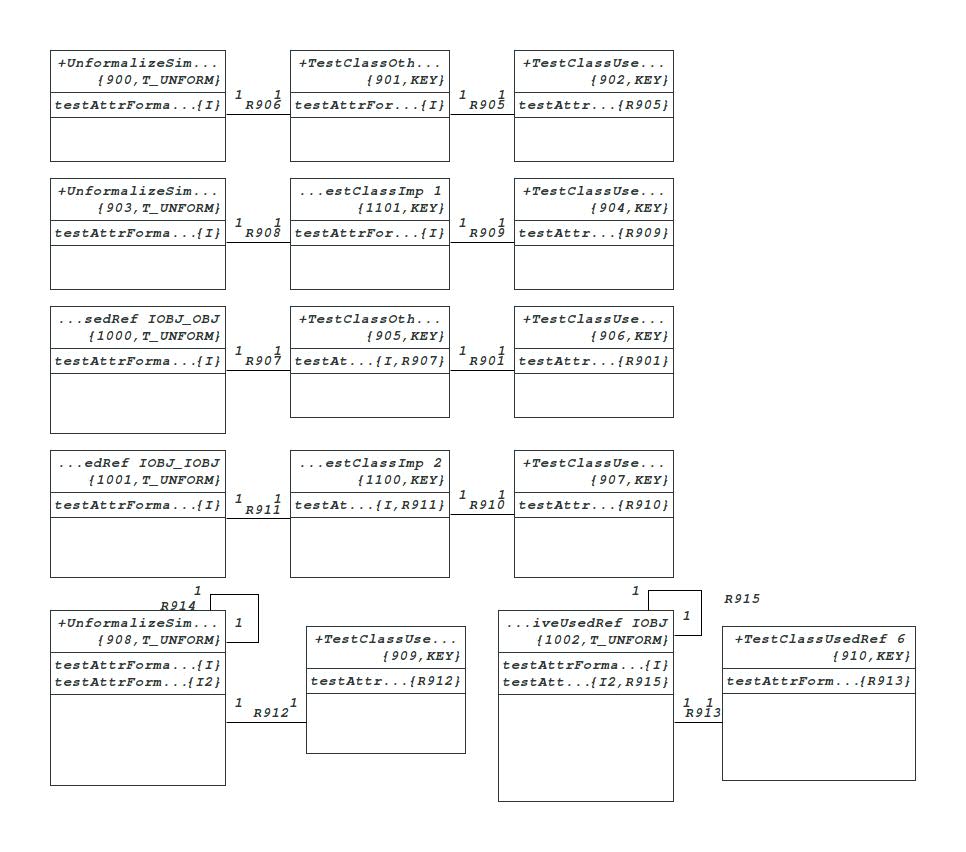 +UnformalizeSim...
{900,T_UNFORM}
testAttrForma...{I}
1 1
R906
+TestClassOth...
{901,KEY}
testAttrFor...{I}
1 1
R905
+TestClassUse...
{902,KEY}
testAttr...{R905}
+UnformalizeSim...
{903,T_UNFORM}
testAttrForma...{I}
1 1
R908
...estClassImp 1
{1101,KEY}
testAttrFor...{I}
1 1
R909
+TestClassUse...
{904,KEY}
testAttr...{R909}
...sedRef IOBJ_OBJ
{1000,T_UNFORM}
testAttrForma...{I}
1 1
R907
+TestClassOth...
{905,KEY}
testAt...{I,R907}
1 1
R901
+TestClassUse...
{906,KEY}
testAttr...{R901}
...edRef IOBJ_IOBJ
{1001,T_UNFORM}
testAttrForma...{I}
1 1
R911
...estClassImp 2
{1100,KEY}
testAt...{I,R911}
1 1
R910
+TestClassUse...
{907,KEY}
testAttr...{R910}
1
R914
1
+UnformalizeSim...
{908,T_UNFORM}
testAttrForma...{I}
testAttrForm...{I2}
1 1
R912
+TestClassUse...
{909,KEY}
testAttr...{R912}
1
R915
1
...iveUsedRef IOBJ
{1002,T_UNFORM}
testAttrForma...{I}
testAtt...{I2,R915}
1 1
R913
+TestClassUsedRef 6
{910,KEY}
testAttrForm...{R913}